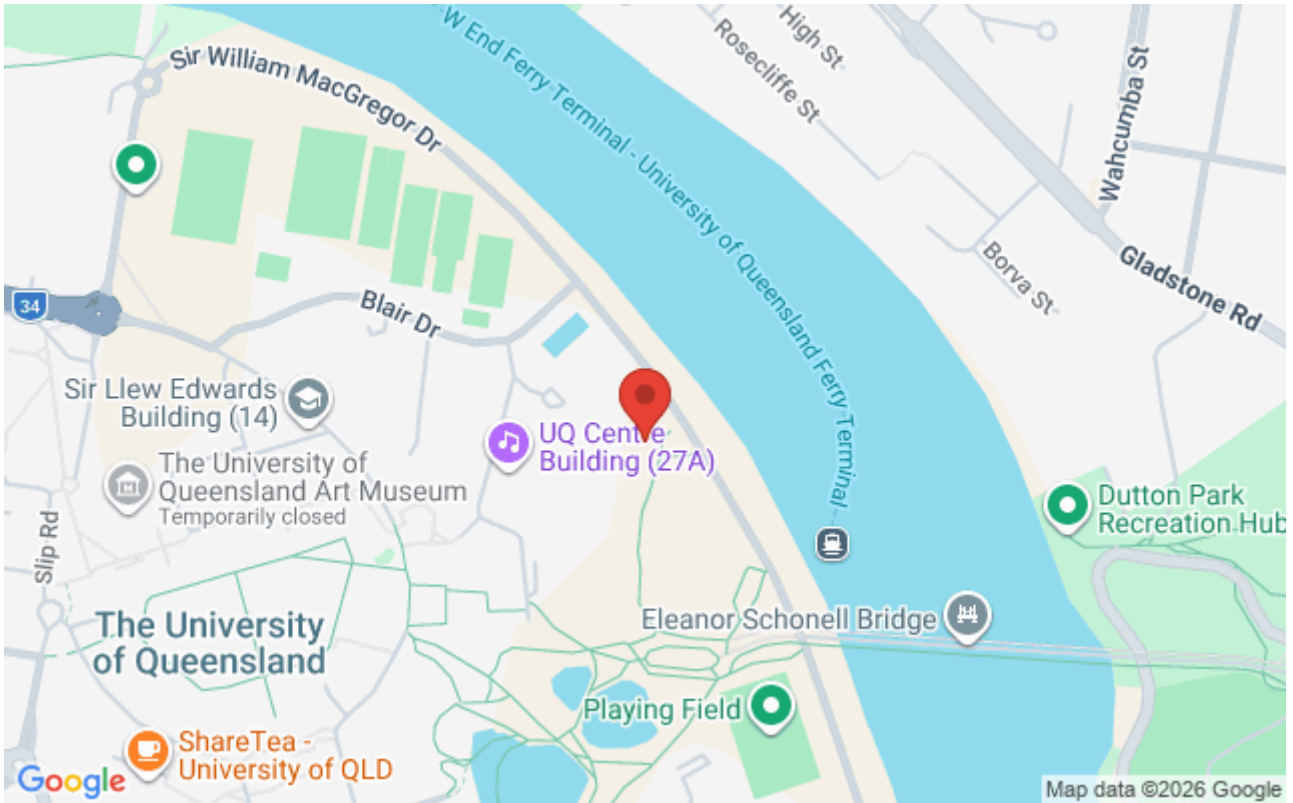 Sir William MacGregor Dr
W End Ferry Terminal - University of Queensland Ferry Terminal
High St
Rosecliffe St
Wahcumba St
Borva St
Gladstone Rd
34
Blair Dr
Sir Llew Edwards
Building (14)
UQ Centre
Building (27A)
The University of
Queensland Art Museum
Temporarily closed
Dutton Park
Recreation Hub
Slip Rd
The University
of Queensland
Eleanor Schonell Bridge
Playing Field
ShareTea -
University of QLD
Google
Map data ©2026 Google